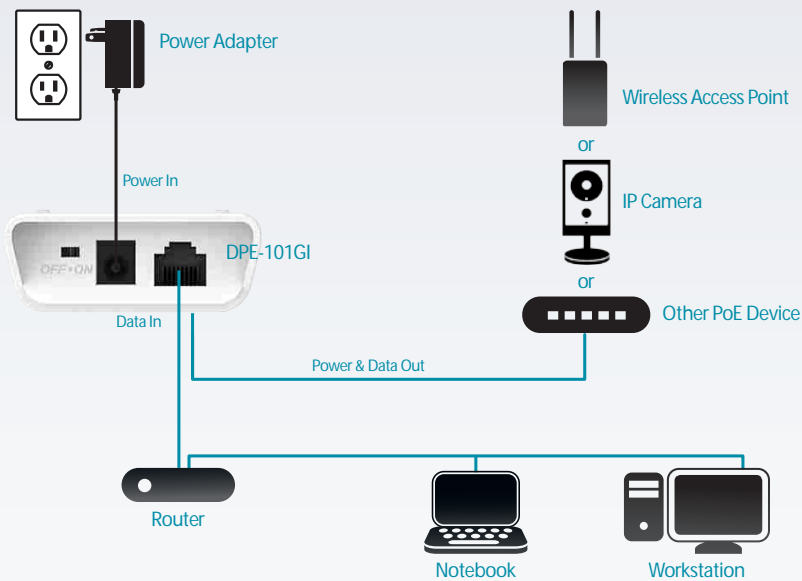 Power Adapter
Wireless Access Point
or
Power In
IP Camera
DPE-101GI
OFF•ON
or
Data In
Other PoE Device
Power & Data Out
Router
Notebook
Workstation